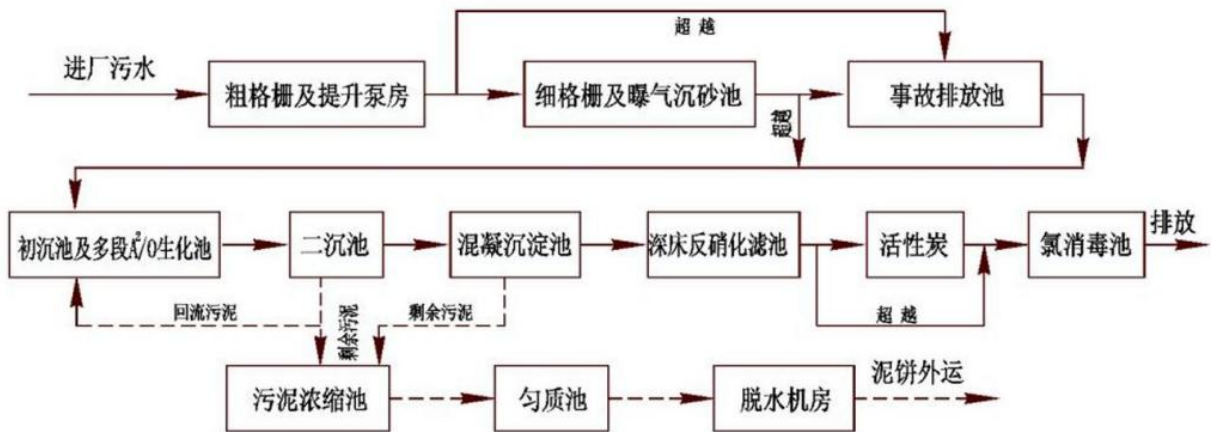 超越
进厂污水
粗格栅及提升泵房
细格栅及曝气沉砂池
事故排放池
超越
初沉池及多段A²/O生化池
二沉池
混凝沉淀池
深床反硝化滤池
活性炭
氯消毒池
排放
回流污泥
剩余污泥
剩余污泥
超越
污泥浓缩池
匀质池
脱水机房
泥饼外运